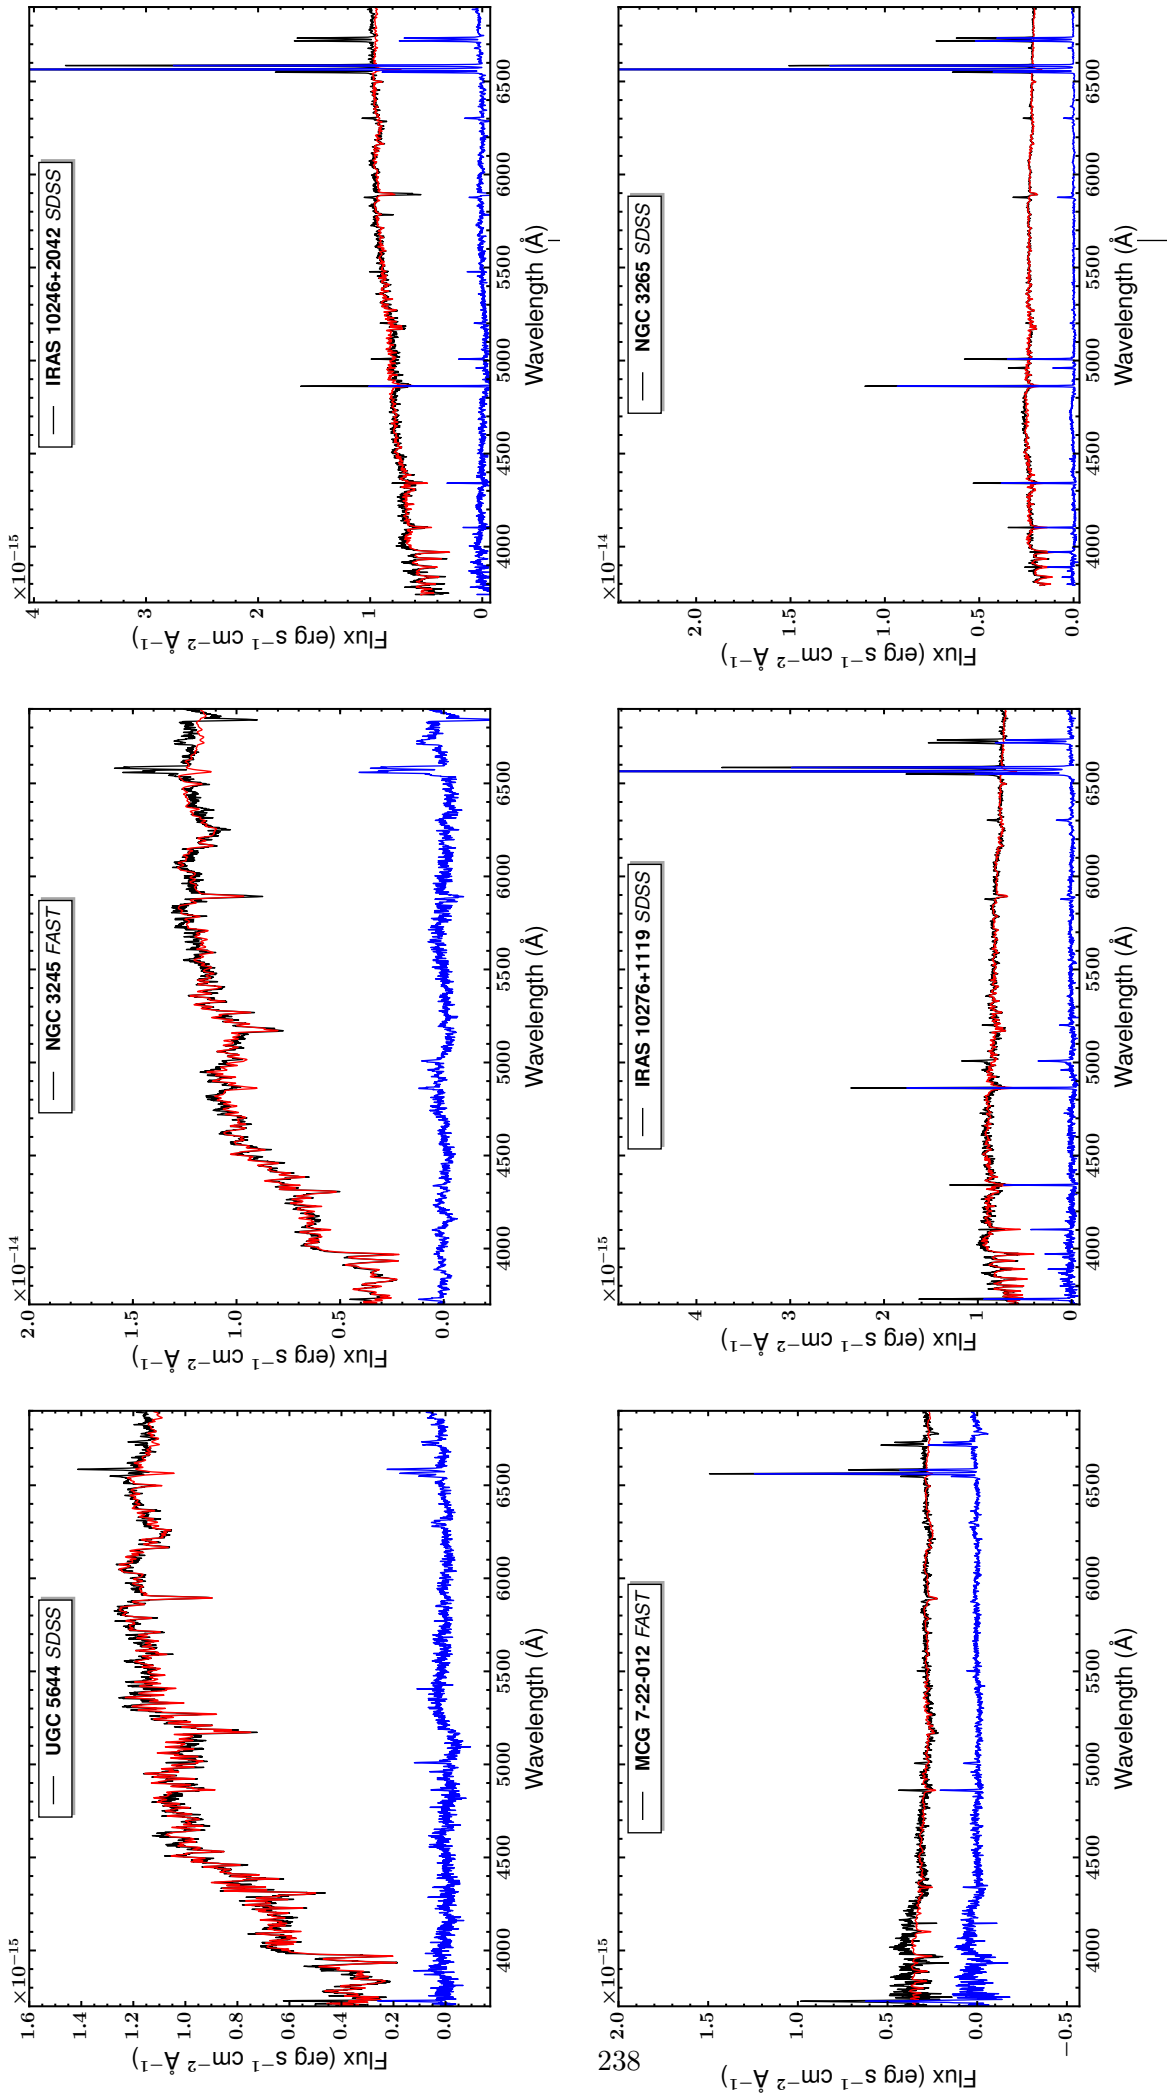 ×10⁻¹⁵
UGC 5644 SDSS
1.6
1.4
1.2
1.0
0.8
0.6
0.4
0.2
0.0
Flux (erg s⁻¹ cm⁻² Å⁻¹)
4000 4500 5000 5500 6000 6500
Wavelength (Å)
×10⁻¹⁴
NGC 3245 FAST
2.0
1.5
1.0
0.5
0.0
Flux (erg s⁻¹ cm⁻² Å⁻¹)
4000 4500 5000 5500 6000 6500
Wavelength (Å)
×10⁻¹⁵
IRAS 10246+2042 SDSS
4
3
2
1
0
Flux (erg s⁻¹ cm⁻² Å⁻¹)
4000 4500 5000 5500 6000 6500
Wavelength (Å)
×10⁻¹⁵
MCG 7-22-012 FAST
2.0
1.5
1.0
0.5
0.0
−0.5
Flux (erg s⁻¹ cm⁻² Å⁻¹)
4000 4500 5000 5500 6000 6500
Wavelength (Å)
×10⁻¹⁵
IRAS 10276+1119 SDSS
4
3
2
1
0
Flux (erg s⁻¹ cm⁻² Å⁻¹)
4000 4500 5000 5500 6000 6500
Wavelength (Å)
×10⁻¹⁴
NGC 3265 SDSS
2.0
1.5
1.0
0.5
0.0
Flux (erg s⁻¹ cm⁻² Å⁻¹)
4000 4500 5000 5500 6000 6500
Wavelength (Å)
238